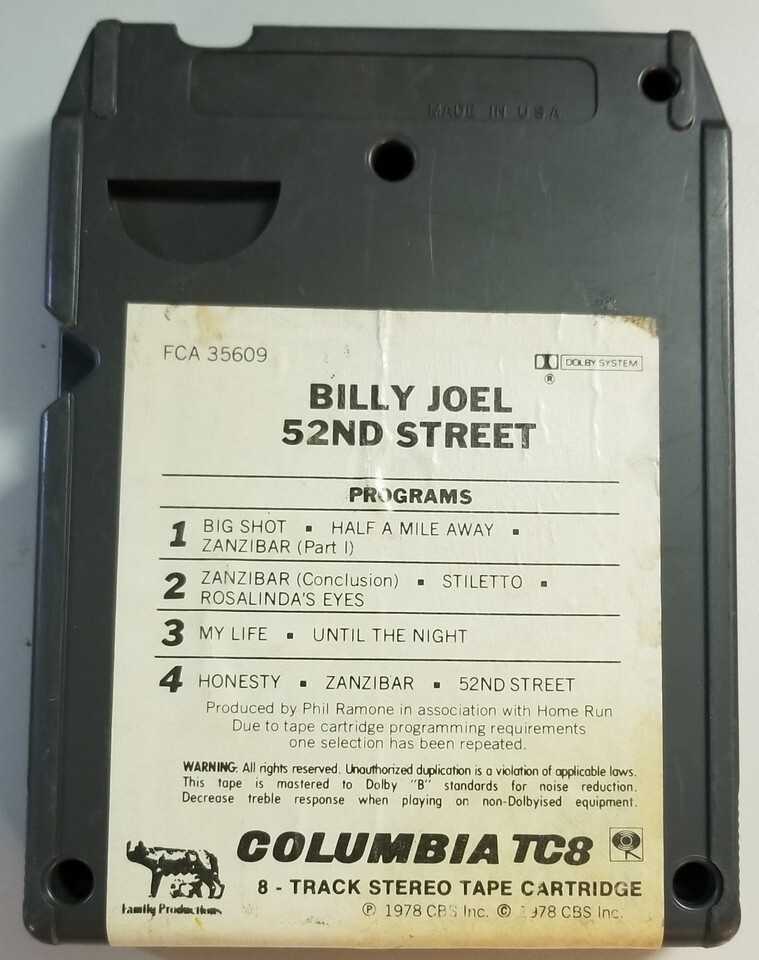 MADE IN U.S.A
FCA 35609
DOLBY SYSTEM
®
BILLY JOEL
52ND STREET
PROGRAMS
1 BIG SHOT ▪ HALF A MILE AWAY ▪
ZANZIBAR (Part I)
2 ZANZIBAR (Conclusion) ▪ STILETTO ▪
ROSALINDA'S EYES
3 MY LIFE ▪ UNTIL THE NIGHT
4 HONESTY ▪ ZANZIBAR ▪ 52ND STREET
Produced by Phil Ramone in association with Home Run
Due to tape cartridge programming requirements
one selection has been repeated.
WARNING: All rights reserved. Unauthorized duplication is a violation of applicable laws.
This tape is mastered to Dolby "B" standards for noise reduction.
Decrease treble response when playing on non-Dolbyised equipment.
COLUMBIA TC8
8 - TRACK STEREO TAPE CARTRIDGE
Family Productions
℗ 1978 CBS Inc. © 1978 CBS Inc.